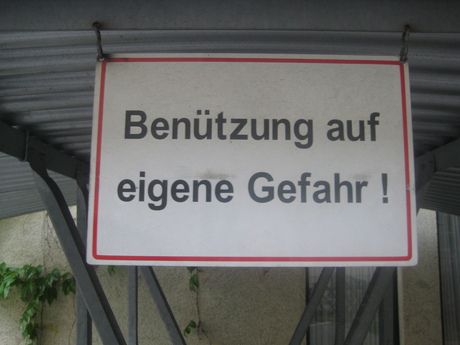 Benützung auf
eigene Gefahr !